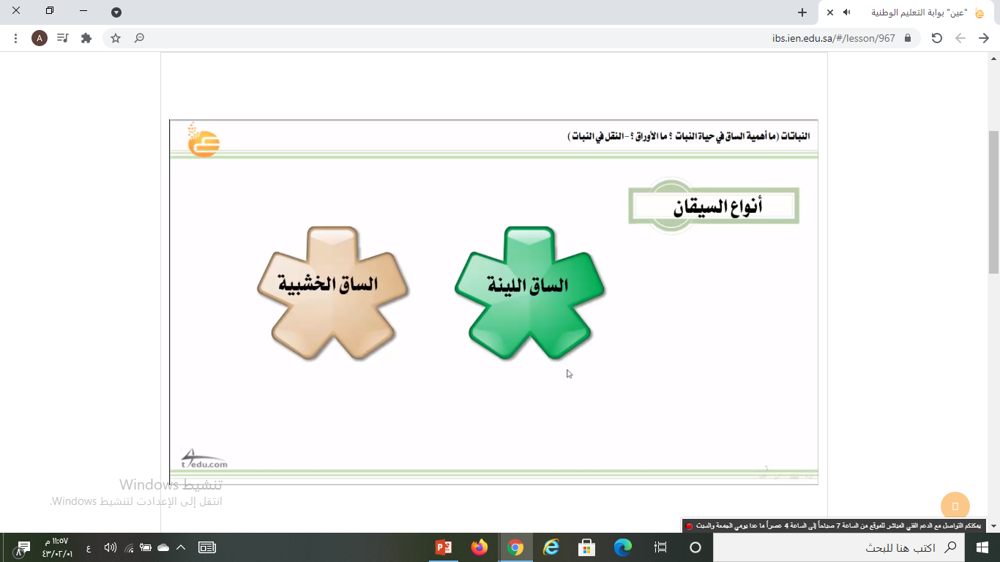 "عين" بوابة التعليم الوطنية
ibs.ien.edu.sa/#/lesson/967
A
النباتات (ما أهمية الساق في حياة النبات ؟ ما الأوراق ؟ - النقل في النبات )
أنواع السيقان
الساق اللينة
الساق الخشبية
t4edu.com
تنشيط Windows
انتقل إلى الإعدادت لتنشيط Windows.
يمكنكم التواصل مع الدعم الفني المباشر للموقع من الساعة 7 صباحاً إلى الساعة 4 عصراً ما عدا يومي الجمعة والسبت
اكتب هنا للبحث
ع
١١:٥٧ م
٤٣/٠٢/٠١
٨